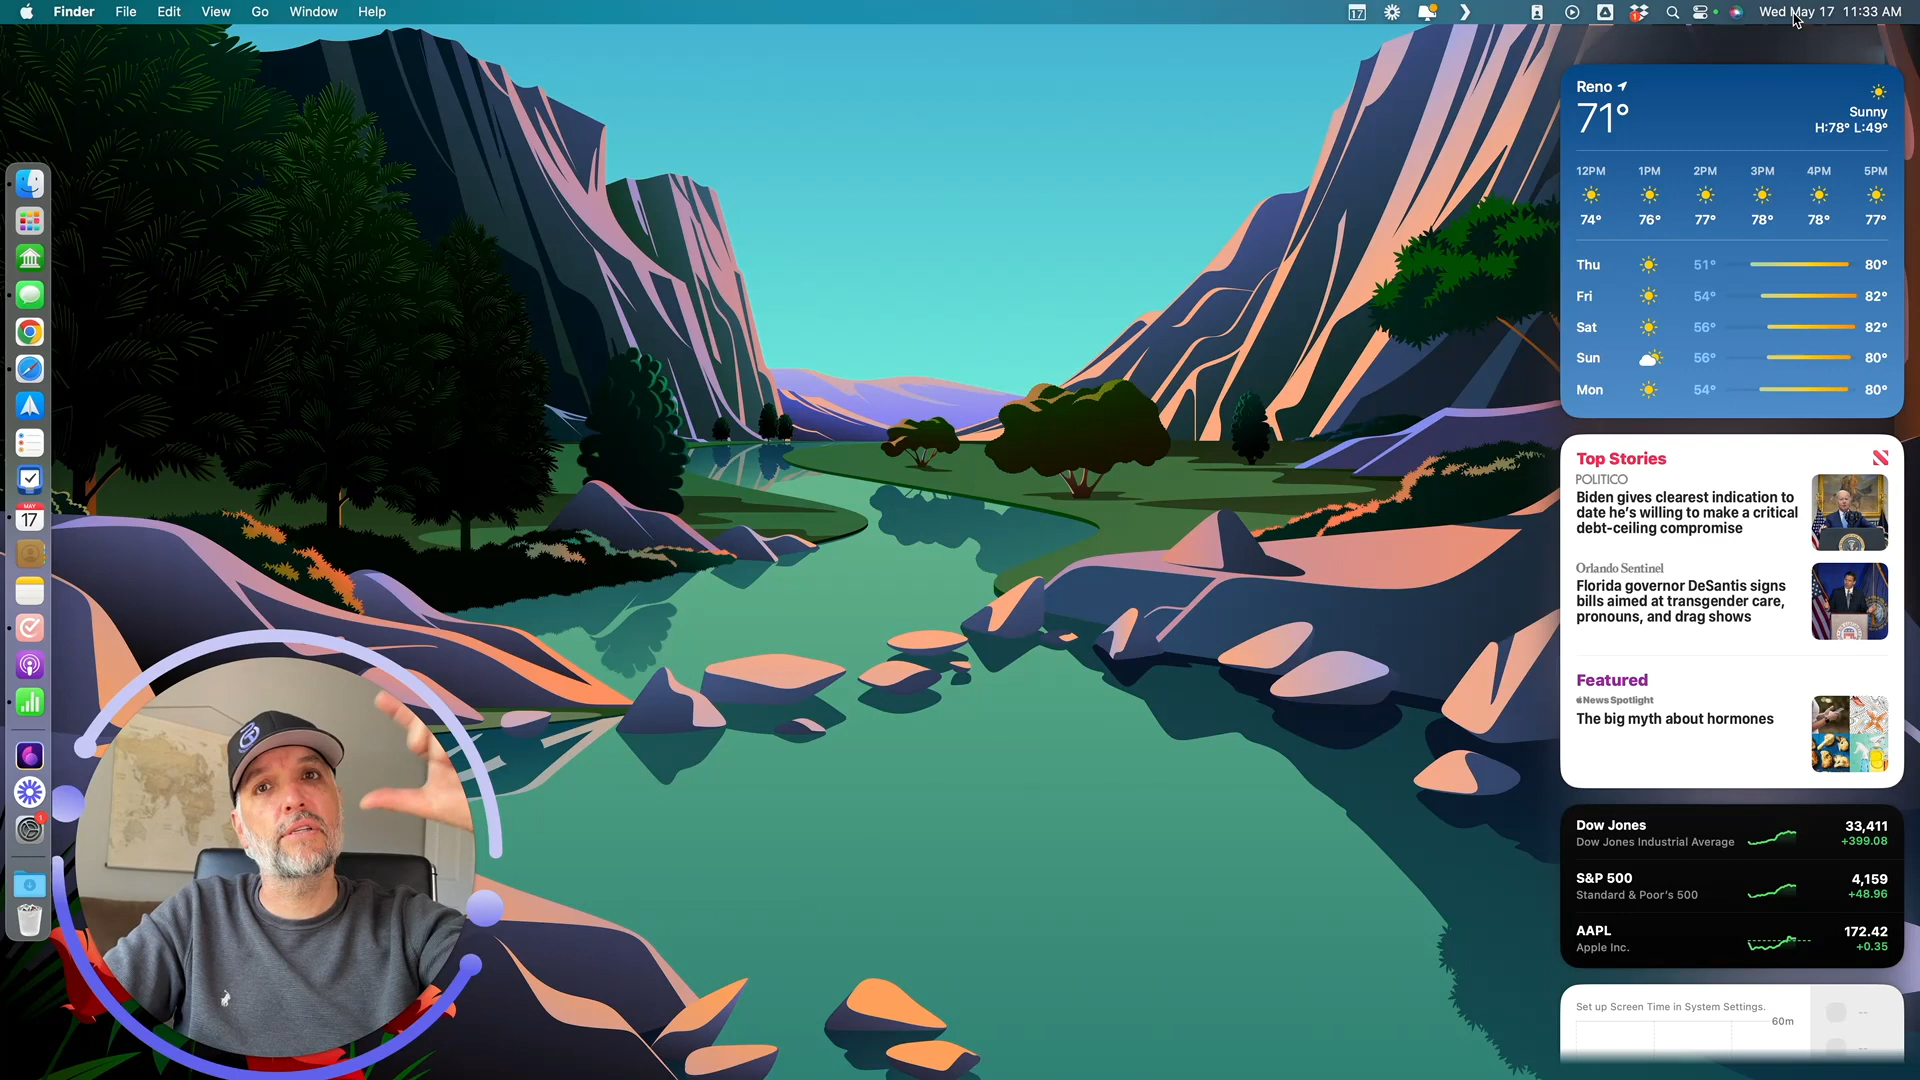 Finder File Edit View Go Window Help
17
1
Wed May 17 11:33 AM
Reno
71°
Sunny
H:78° L:49°
12PM 1PM 2PM 3PM 4PM 5PM
74° 76° 77° 78° 78° 77°
Thu 51° 80°
Fri 54° 82°
Sat 56° 82°
Sun 56° 80°
Mon 54° 80°
Top Stories
POLITICO
Biden gives clearest indication to
date he's willing to make a critical
debt-ceiling compromise
Orlando Sentinel
Florida governor DeSantis signs
bills aimed at transgender care,
pronouns, and drag shows
Featured
News Spotlight
The big myth about hormones
Dow Jones 33,411
Dow Jones Industrial Average +399.08
S&P 500 4,159
Standard & Poor's 500 +48.96
AAPL 172.42
Apple Inc. +0.35
Set up Screen Time in System Settings.
60m
--
--
MAY
17
1